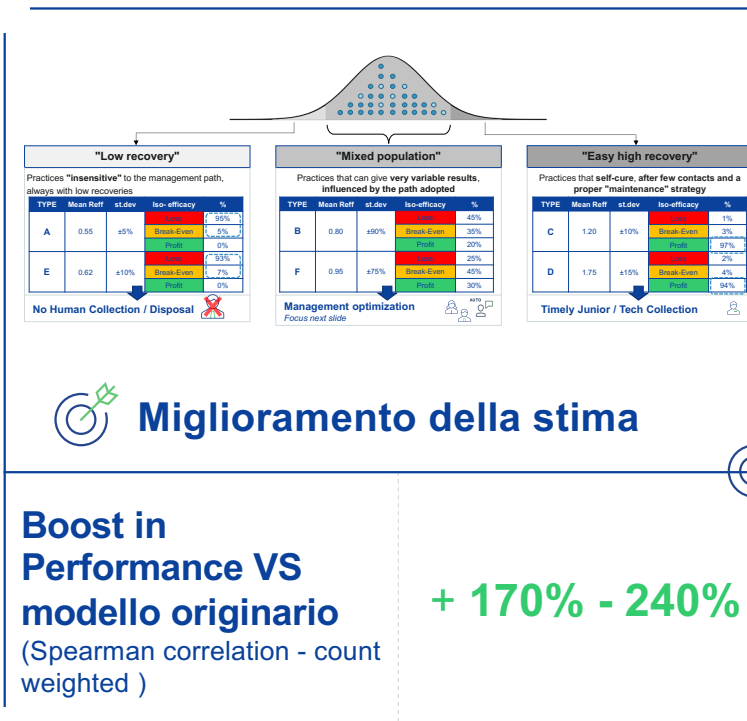 "Low recovery"
Practices "insensitive" to the management path,
always with low recoveries
TYPE Mean Reff st.dev Iso- efficacy %
A 0.55 ±5% Loss 95%
Break-Even 5%
Profit 0%
E 0.62 ±10% Loss 93%
Break-Even 7%
Profit 0%
No Human Collection / Disposal
"Mixed population"
Practices that can give very variable results,
influenced by the path adopted
TYPE Mean Reff st.dev Iso-efficacy %
B 0.80 ±90% Loss 45%
Break-Even 35%
Profit 20%
F 0.95 ±75% Loss 25%
Break-Even 45%
Profit 30%
Management optimization
Focus next slide
AUTO
"Easy high recovery"
Practices that self-cure, after few contacts and a
proper "maintenance" strategy
TYPE Mean Reff st.dev Iso-efficacy %
C 1.20 ±10% Loss 1%
Break-Even 3%
Profit 97%
D 1.75 ±15% Loss 2%
Break-Even 4%
Profit 94%
Timely Junior / Tech Collection
Miglioramento della stima
Boost in
Performance VS
modello originario
(Spearman correlation - count
weighted )
+ 170% - 240%